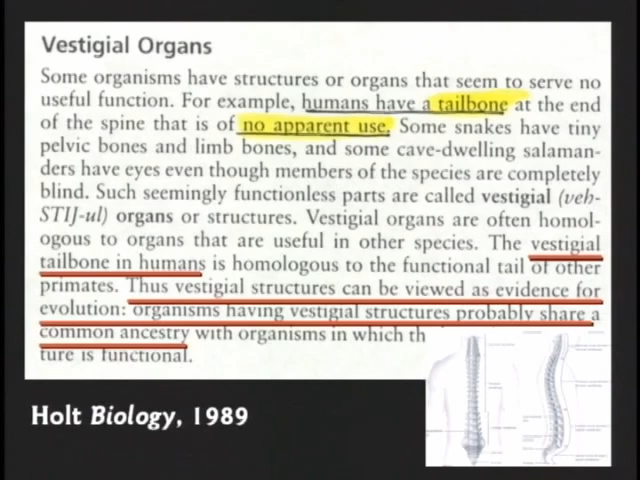 Vestigial Organs
Some organisms have structures or organs that seem to serve no
useful function. For example, humans have a tailbone at the end
of the spine that is of no apparent use. Some snakes have tiny
pelvic bones and limb bones, and some cave-dwelling salaman-
ders have eyes even though members of the species are completely
blind. Such seemingly functionless parts are called vestigial (veh-
STIJ-ul) organs or structures. Vestigial organs are often homol-
ogous to organs that are useful in other species. The vestigial
tailbone in humans is homologous to the functional tail of other
primates. Thus vestigial structures can be viewed as evidence for
evolution: organisms having vestigial structures probably share a
common ancestry with organisms in which th
ture is functional.
Holt Biology, 1989